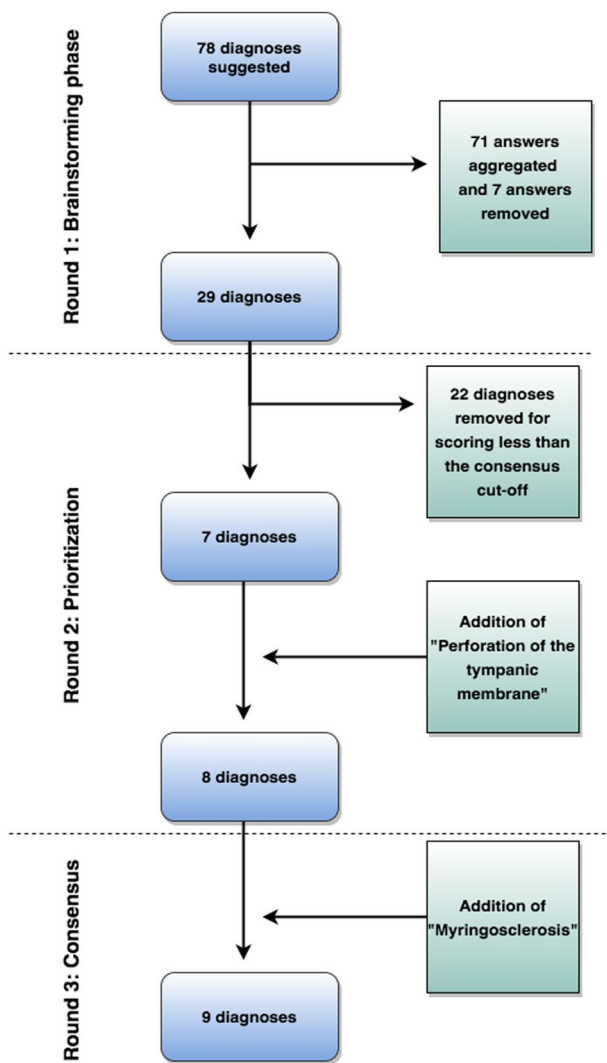 Round 1: Brainstorming phase
78 diagnoses
suggested
71 answers
aggregated
and 7 answers
removed
29 diagnoses
Round 2: Prioritization
22 diagnoses
removed for
scoring less than
the consensus
cut-off
7 diagnoses
Addition of
"Perforation of the
tympanic
membrane"
8 diagnoses
Round 3: Consensus
Addition of
"Myringosclerosis"
9 diagnoses